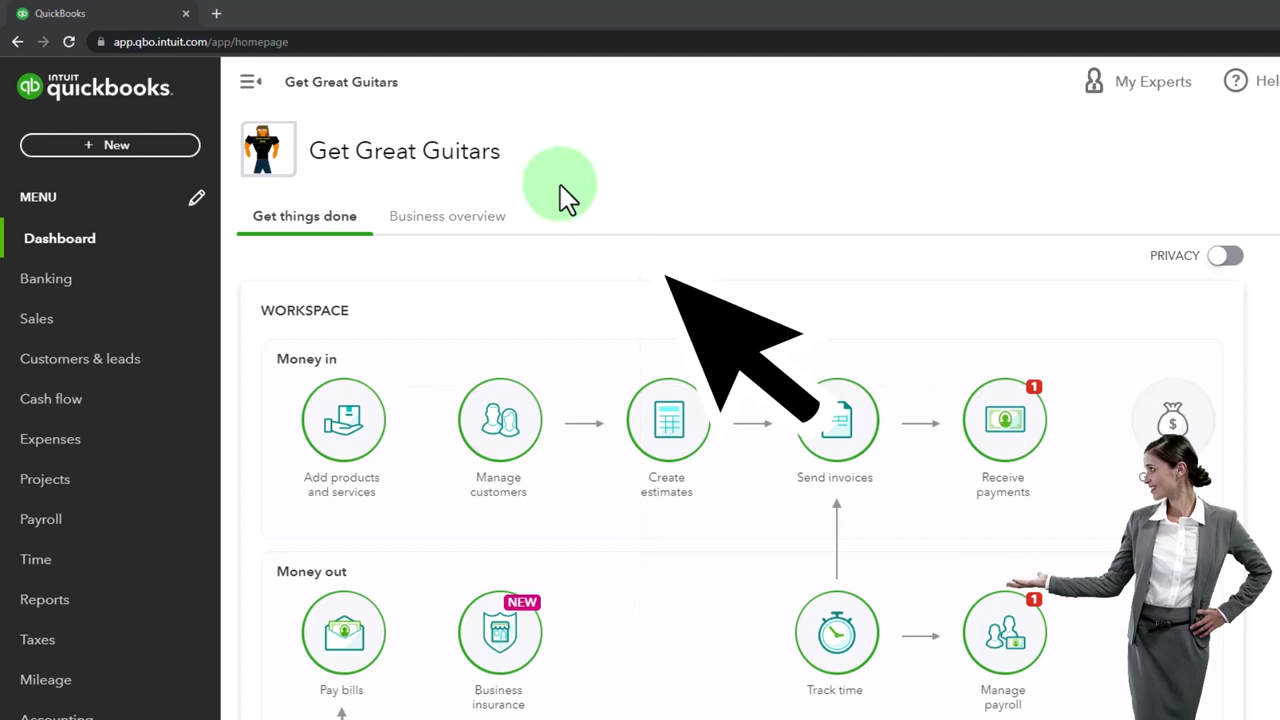 QuickBooks
app.qbo.intuit.com/app/homepage
INTUIT
quickbooks.
Get Great Guitars
My Experts
Get Great Guitars
+ New
MENU
Get things done
Business overview
Dashboard
PRIVACY
Banking
WORKSPACE
Sales
Money in
Customers & leads
1
$
Cash flow
Expenses
Add products
and services
Manage
customers
Create
estimates
Send invoices
Receive
payments
Projects
Payroll
Time
Money out
Reports
NEW
1
Taxes
Mileage
Pay bills
Business
insurance
Track time
Manage
payroll
Accounting